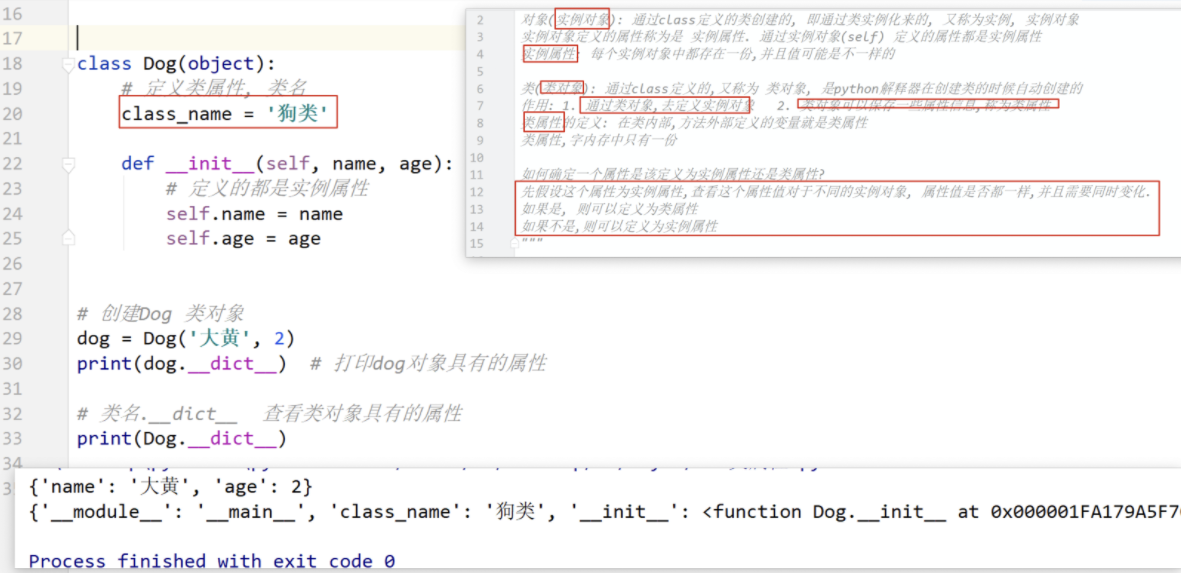 16
17
18 class Dog(object):
19 # 定义类属性, 类名
20 class_name = '狗类'
21
22 def __init__(self, name, age):
23 # 定义的都是实例属性
24 self.name = name
25 self.age = age
26
27
28 # 创建Dog 类对象
29 dog = Dog('大黄', 2)
30 print(dog.__dict__) # 打印dog对象具有的属性
31
32 # 类名.__dict__ 查看类对象具有的属性
33 print(Dog.__dict__)
34
2 对象(实例对象): 通过class定义的类创建的, 即通过类实例化来的, 又称为实例, 实例对象
3 实例对象定义的属性称为是 实例属性. 通过实例对象(self) 定义的属性都是实例属性
4 实例属性: 每个实例对象中都存在一份,并且值可能是不一样的
5
6 类(类对象): 通过class定义的,又称为 类对象, 是python解释器在创建类的时候自动创建的
7 作用: 1. 通过类对象,去定义实例对象 2. 类对象可以保存一些属性信息,称为类属性
8 类属性的定义: 在类内部,方法外部定义的变量就是类属性
9 类属性,字内存中只有一份
10
11 如何确定一个属性是该定义为实例属性还是类属性?
12 先假设这个属性为实例属性,查看这个属性值对于不同的实例对象, 属性值是否都一样,并且需要同时变化.
13 如果是, 则可以定义为类属性
14 如果不是,则可以定义为实例属性
15 """
{'name': '大黄', 'age': 2}
{'__module__': '__main__', 'class_name': '狗类', '__init__': <function Dog.__init__ at 0x000001FA179A5F7
Process finished with exit code 0